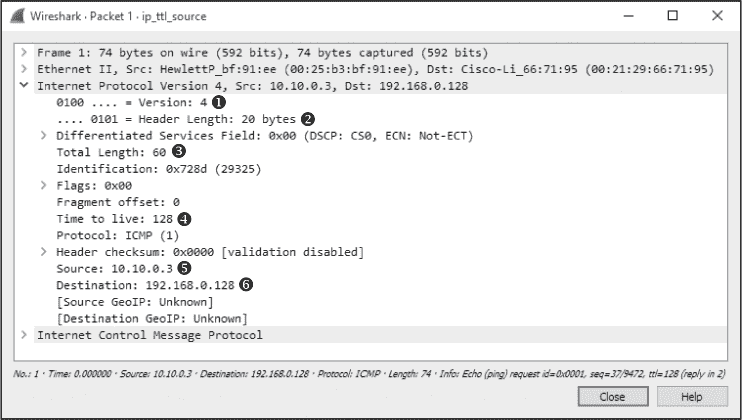 Wireshark · Packet 1 · ip_ttl_source
Frame 1: 74 bytes on wire (592 bits), 74 bytes captured (592 bits)
Ethernet II, Src: HewlettP_bf:91:ee (00:25:b3:bf:91:ee), Dst: Cisco-Li_66:71:95 (00:21:29:66:71:95)
Internet Protocol Version 4, Src: 10.10.0.3, Dst: 192.168.0.128
0100 .... = Version: 4 ❶
.... 0101 = Header Length: 20 bytes ❷
Differentiated Services Field: 0x00 (DSCP: CS0, ECN: Not-ECT)
Total Length: 60 ❸
Identification: 0x728d (29325)
Flags: 0x00
Fragment offset: 0
Time to live: 128 ❹
Protocol: ICMP (1)
Header checksum: 0x0000 [validation disabled]
Source: 10.10.0.3 ❺
Destination: 192.168.0.128 ❻
[Source GeoIP: Unknown]
[Destination GeoIP: Unknown]
Internet Control Message Protocol
No.: 1 · Time: 0.000000 · Source: 10.10.0.3 · Destination: 192.168.0.128 · Protocol: ICMP · Length: 74 · Info: Echo (ping) request id=0x0001, seq=37/9472, ttl=128 (reply in 2)
Close Help